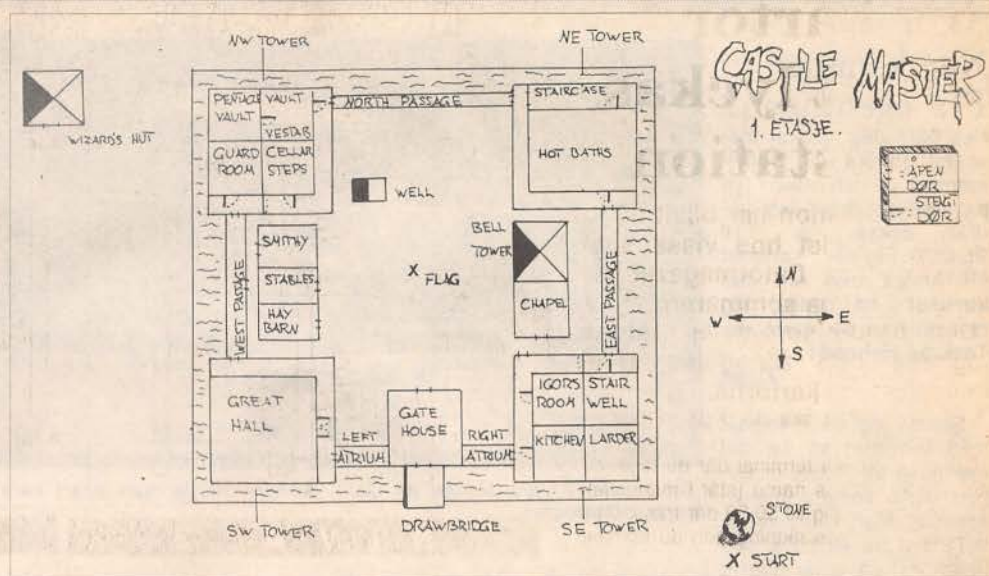 NW TOWER
NE TOWER
CASTLE MASTER
1. ETASJE.
WIZARD'S HUT
PENTACLE
VAULT
VAULT
VESTAB
GUARD
ROOM
CELLAR
STEPS
NORTH PASSAGE
STAIRCASE
HOT BATHS
ÅPEN
DØR
STENGT
DØR
WELL
SMITHY
STABLES
HAY
BARN
WEST PASSAGE
X FLAG
BELL
TOWER
CHAPEL
EAST PASSAGE
N
W E
S
GREAT
HALL
LEFT
ATRIUM
GATE
HOUSE
RIGHT
ATRIUM
IGORS
ROOM
STAIR
WELL
KITCHEN
LARDER
SW TOWER
DRAWBRIDGE
SE TOWER
STONE
X START